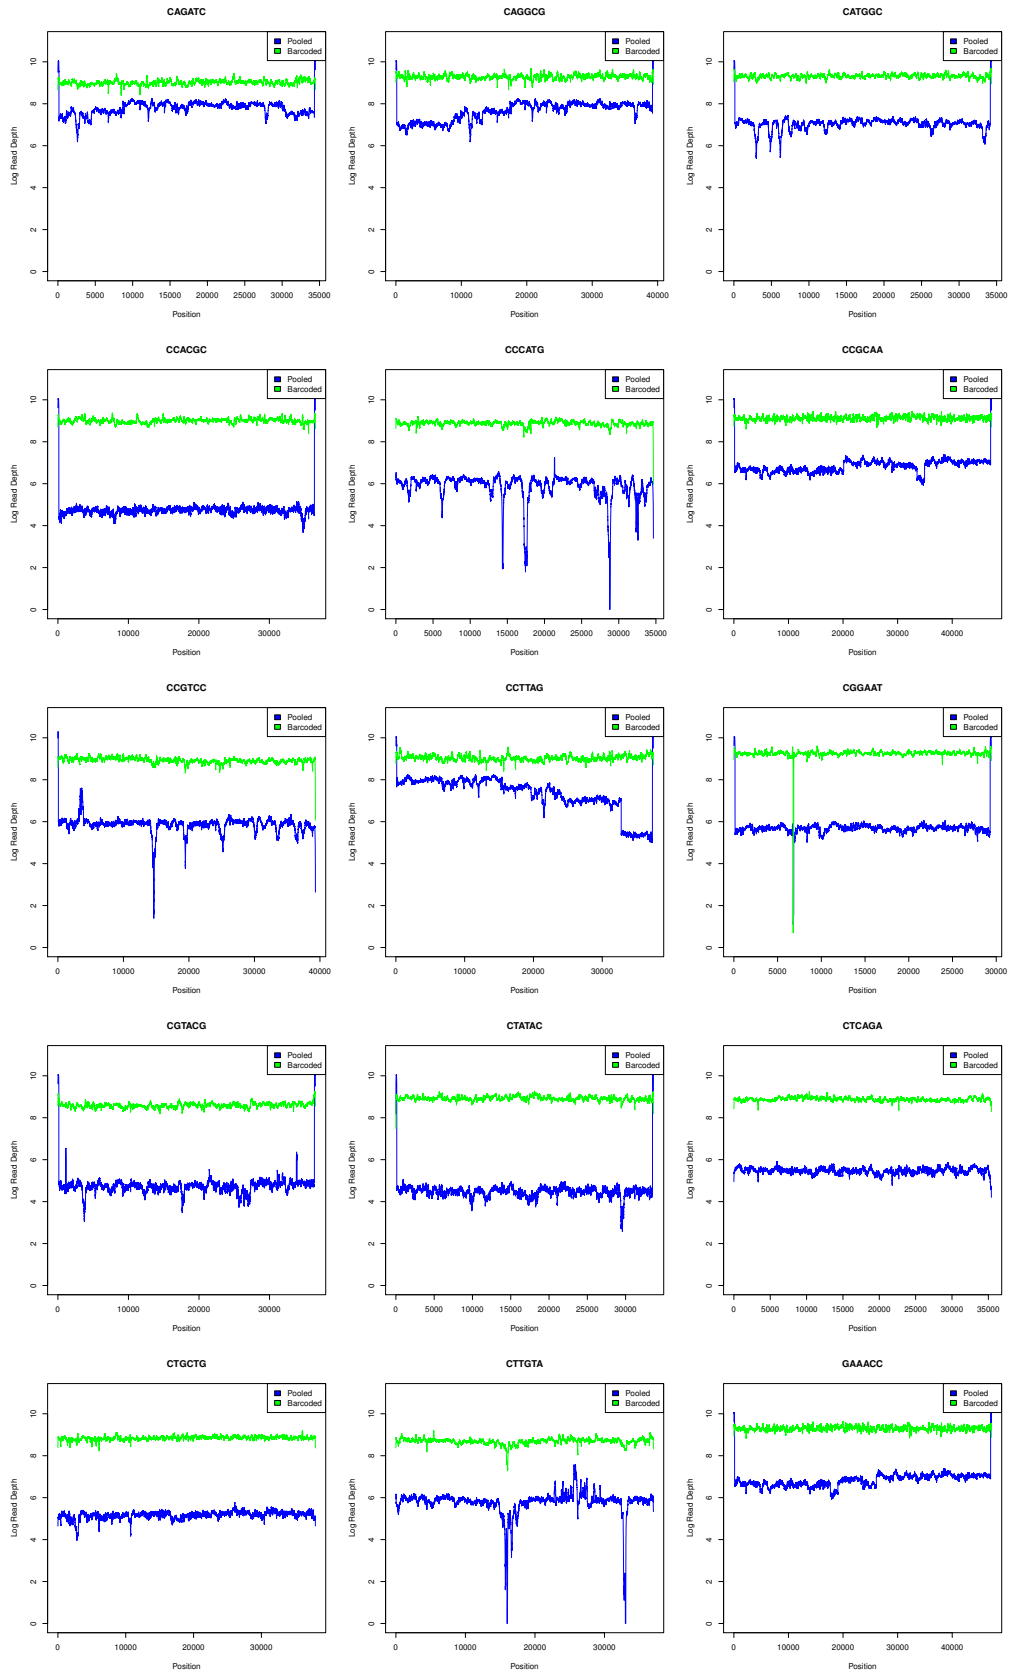 CAGATC
Pooled
Barcoded
Log Read Depth
0 2 4 6 8 10
0 5000 10000 15000 20000 25000 30000 35000
Position
CAGGCG
Pooled
Barcoded
Log Read Depth
0 2 4 6 8 10
0 10000 20000 30000 40000
Position
CATGGC
Pooled
Barcoded
Log Read Depth
0 2 4 6 8 10
0 5000 10000 15000 20000 25000 30000 35000
Position
CCACGC
Pooled
Barcoded
Log Read Depth
0 2 4 6 8 10
0 10000 20000 30000
Position
CCCATG
Pooled
Barcoded
Log Read Depth
0 2 4 6 8 10
0 5000 10000 15000 20000 25000 30000 35000
Position
CCGCAA
Pooled
Barcoded
Log Read Depth
0 2 4 6 8 10
0 10000 20000 30000 40000
Position
CCGTCC
Pooled
Barcoded
Log Read Depth
0 2 4 6 8 10
0 10000 20000 30000 40000
Position
CCTTAG
Pooled
Barcoded
Log Read Depth
0 2 4 6 8 10
0 10000 20000 30000
Position
CGGAAT
Pooled
Barcoded
Log Read Depth
0 2 4 6 8 10
0 5000 10000 15000 20000 25000 30000
Position
CGTACG
Pooled
Barcoded
Log Read Depth
0 2 4 6 8 10
0 10000 20000 30000
Position
CTATAC
Pooled
Barcoded
Log Read Depth
0 2 4 6 8 10
0 5000 10000 15000 20000 25000 30000
Position
CTCAGA
Pooled
Barcoded
Log Read Depth
0 2 4 6 8 10
0 5000 10000 15000 20000 25000 30000 35000
Position
CTGCTG
Pooled
Barcoded
Log Read Depth
0 2 4 6 8 10
0 10000 20000 30000
Position
CTTGTA
Pooled
Barcoded
Log Read Depth
0 2 4 6 8 10
0 10000 20000 30000
Position
GAAACC
Pooled
Barcoded
Log Read Depth
0 2 4 6 8 10
0 10000 20000 30000 40000
Position